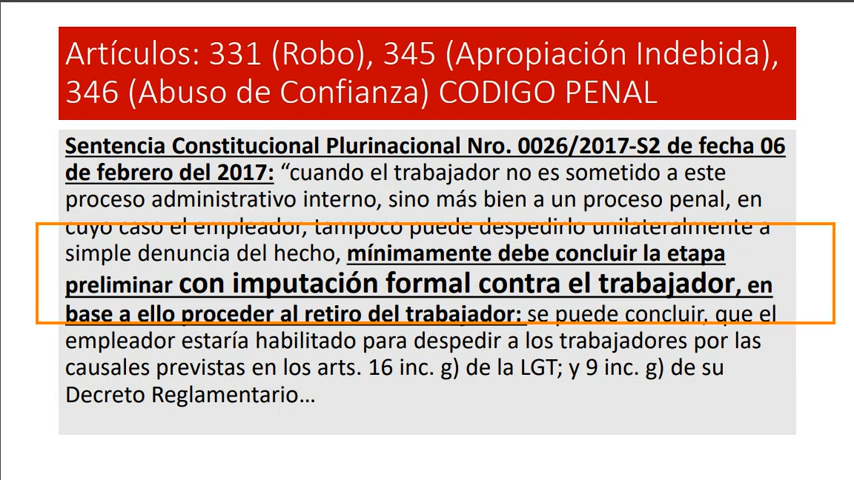 Artículos: 331 (Robo), 345 (Apropiación Indebida),
346 (Abuso de Confianza) CODIGO PENAL
Sentencia Constitucional Plurinacional Nro. 0026/2017-S2 de fecha 06
de febrero del 2017: “cuando el trabajador no es sometido a este
proceso administrativo interno, sino más bien a un proceso penal, en
cuyo caso el empleador, tampoco puede despedirlo unilateralmente a
simple denuncia del hecho, mínimamente debe concluir la etapa
preliminar con imputación formal contra el trabajador, en
base a ello proceder al retiro del trabajador; se puede concluir, que el
empleador estaría habilitado para despedir a los trabajadores por las
causales previstas en los arts. 16 inc. g) de la LGT; y 9 inc. g) de su
Decreto Reglamentario…